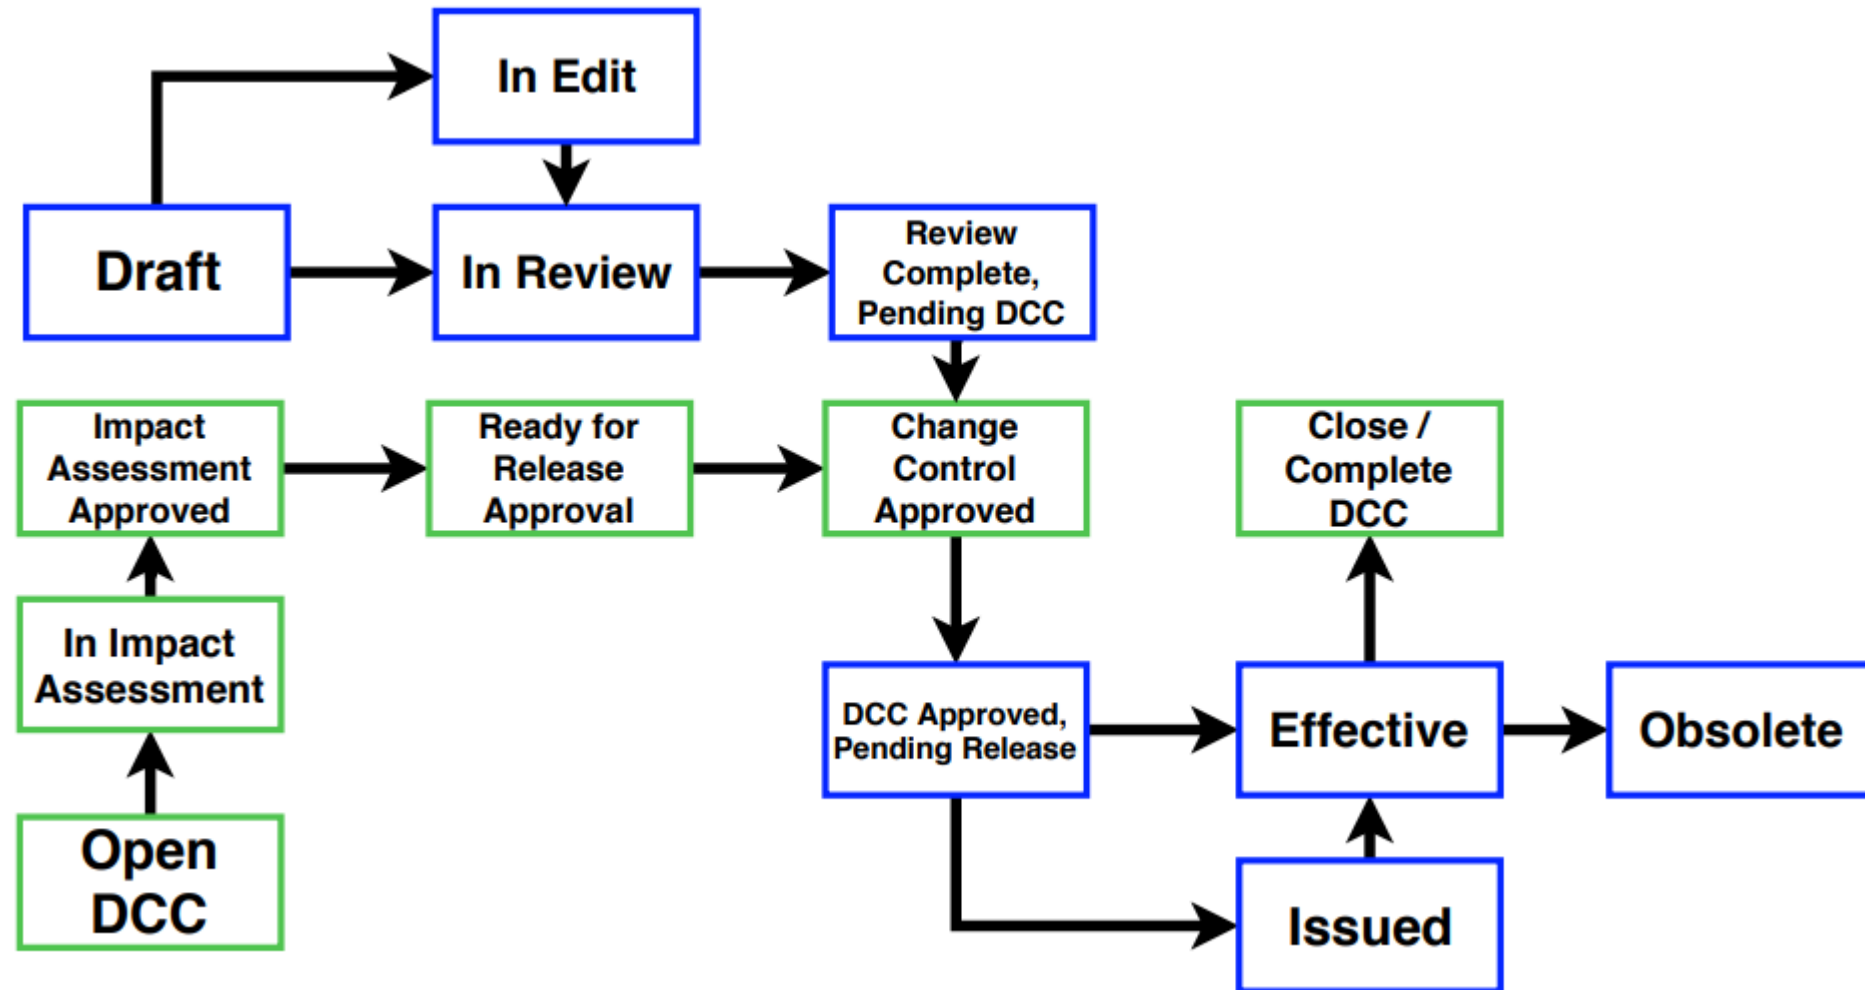 In Edit
Draft
In Review
Review
Complete,
Pending DCC
Impact
Assessment
Approved
Ready for
Release
Approval
Change
Control
Approved
Close /
Complete
DCC
In Impact
Assessment
DCC Approved,
Pending Release
Effective
Obsolete
Open
DCC
Issued